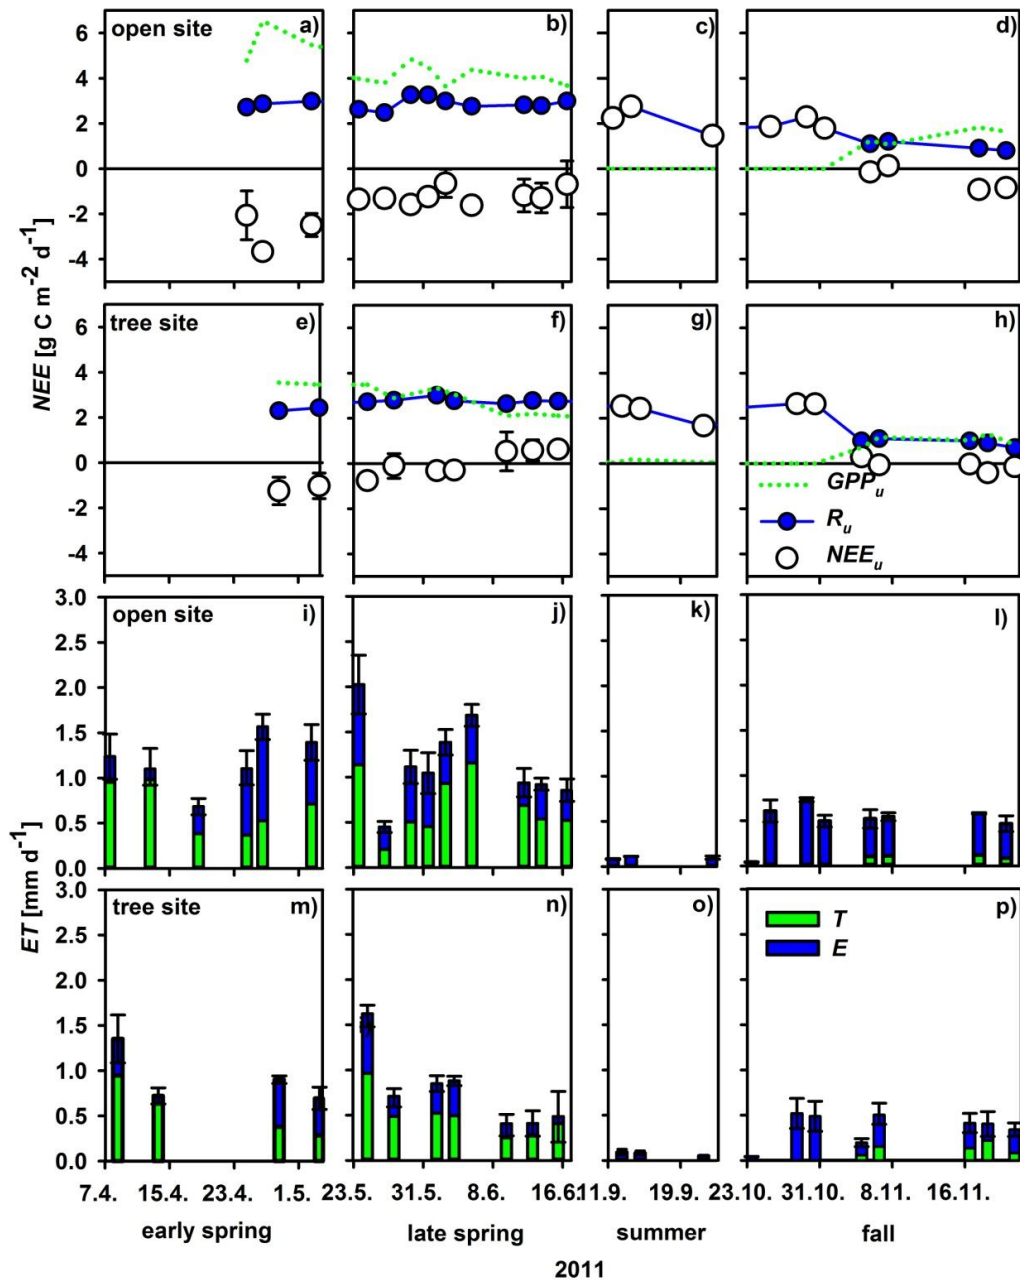 open site a) b) c) d)
6
4
2
0
-2
-4
tree site e) f) g) h)
6
4
2
0
-2
-4
NEE [g C m-2 d-1]
GPPu
Ru
NEEu
open site i) j) k) l)
3.0
2.5
2.0
1.5
1.0
0.5
0.0
tree site m) n) o) p)
3.0
2.5
2.0
1.5
1.0
0.5
0.0
ET [mm d-1]
T
E
7.4. 15.4. 23.4. 1.5. 23.5. 31.5. 8.6. 16.6. 11.9. 19.9. 23.10. 31.10. 8.11. 16.11.
early spring late spring summer fall
2011